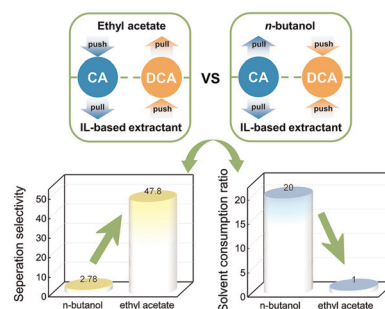 Ethyl acetate
push pull
CA DCA
pull push
IL-based extractant
VS
n-butanol
pull push
CA DCA
pull push
IL-based extractant
Seperation selectivity
50
40
30
20
10
0
2.78
47.8
n-butanol ethyl acetate
Solvent consumption ratio
20
15
10
5
0
20
1
n-butanol ethyl acetate